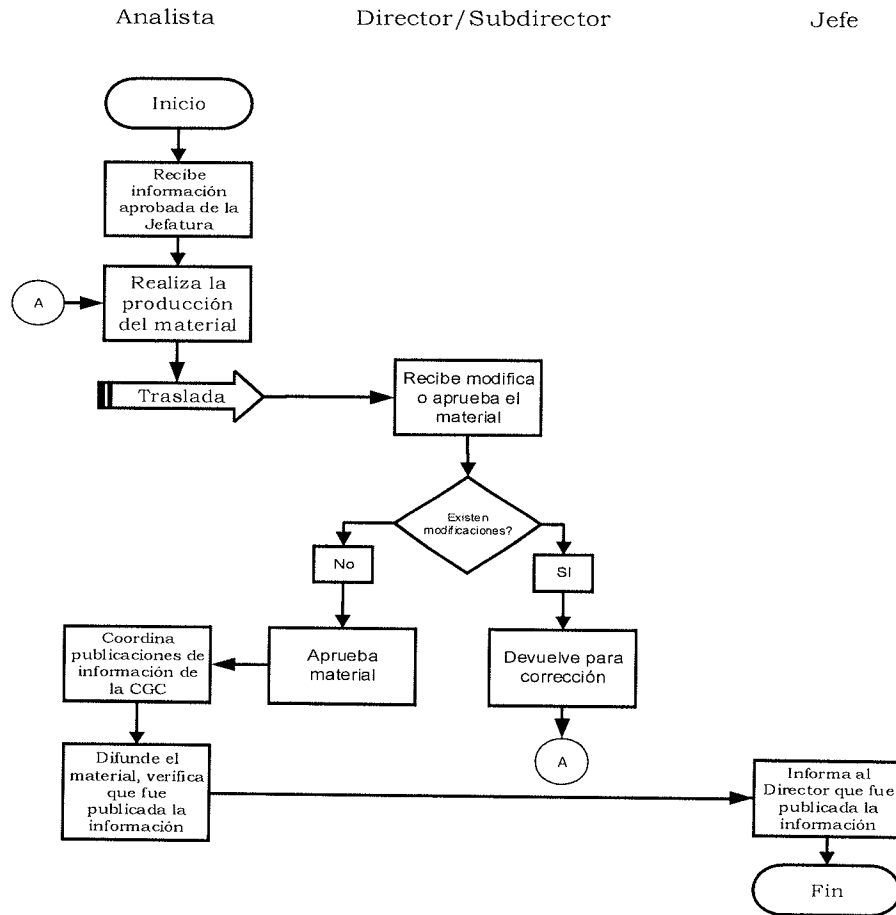 Analista Director/Subdirector Jefe
Inicio
Recibe
información
aprobada de la
Jefatura
A
Realiza la
producción
del material
Traslada
Recibe modifica
o aprueba el
material
Existen
modificaciones?
No
SI
Coordina
publicaciones de
información de
la CGC
Aprueba
material
Devuelve para
corrección
A
Difunde el
material, verifica
que fue
publicada la
información
Informa al
Director que fue
publicada la
información
Fin